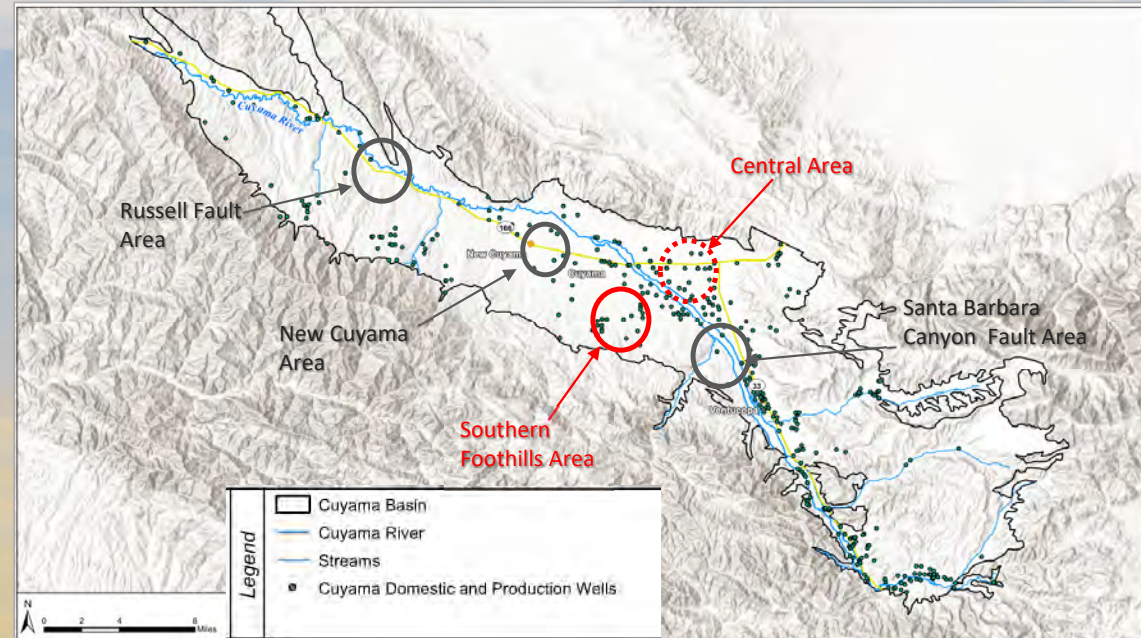 Cuyama River
Central Area
Russell Fault
Area
166
New Cuyama
Cuyama
Santa Barbara
Canyon Fault Area
New Cuyama
Area
33
Ventucopa
Southern
Foothills Area
Legend
Cuyama Basin
Cuyama River
Streams
Cuyama Domestic and Production Wells
N
0 2 4 8
Miles